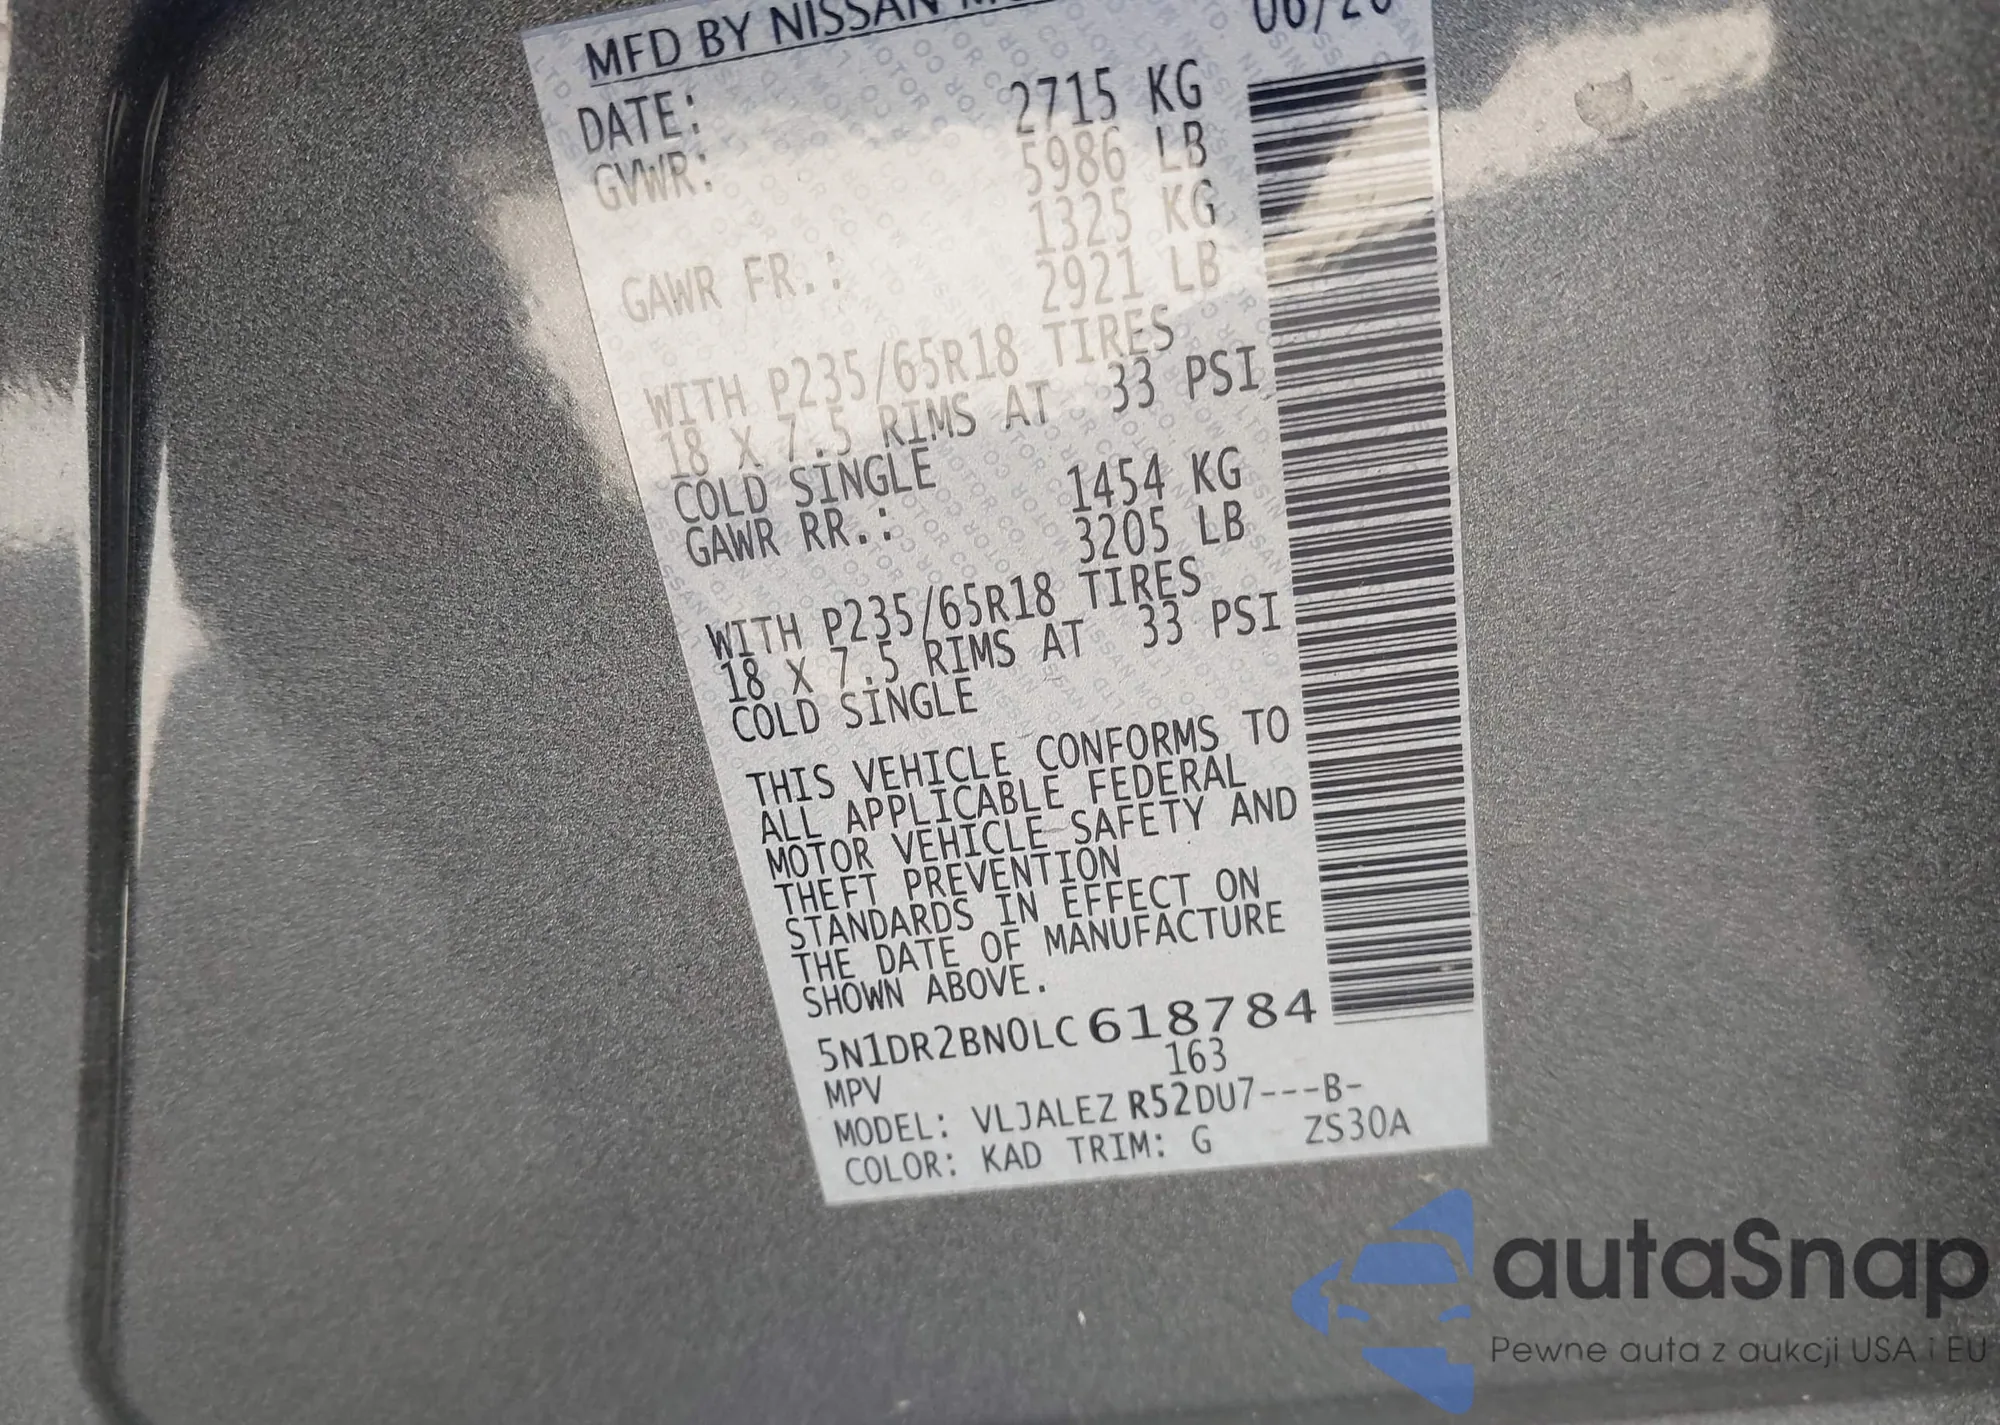 MFD BY NISSAN
DATE: 06/20
GVWR: 2715 KG
5986 LB
GAWR FR.: 1325 KG
2921 LB
WITH P235/65R18 TIRES
18 X 7.5 RIMS AT 33 PSI
COLD SINGLE
GAWR RR.: 1454 KG
3205 LB
WITH P235/65R18 TIRES
18 X 7.5 RIMS AT 33 PSI
COLD SINGLE
THIS VEHICLE CONFORMS TO
ALL APPLICABLE FEDERAL
MOTOR VEHICLE SAFETY AND
THEFT PREVENTION
STANDARDS IN EFFECT ON
THE DATE OF MANUFACTURE
SHOWN ABOVE.
5N1DR2BN0LC618784
MPV 163
MODEL: VLJALEZ R52DU7---B-
COLOR: KAD TRIM: G ZS30A
autaSnap
Pewne auta z aukcji USA i EU